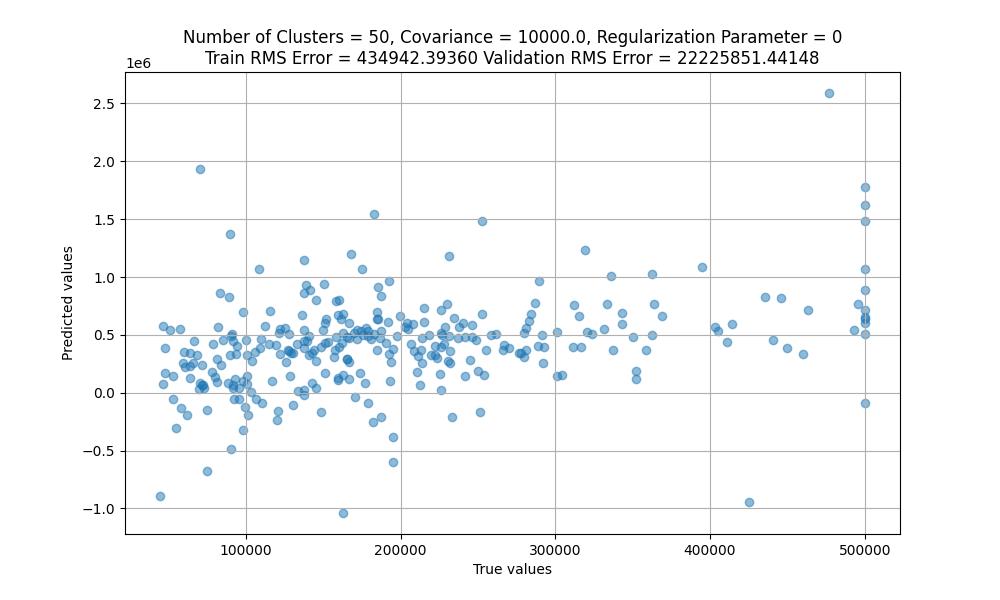 Number of Clusters = 50, Covariance = 10000.0, Regularization Parameter = 0
Train RMS Error = 434942.39360 Validation RMS Error = 22225851.44148
1e6
2.5
2.0
1.5
1.0
0.5
0.0
−0.5
−1.0
Predicted values
100000 200000 300000 400000 500000
True values